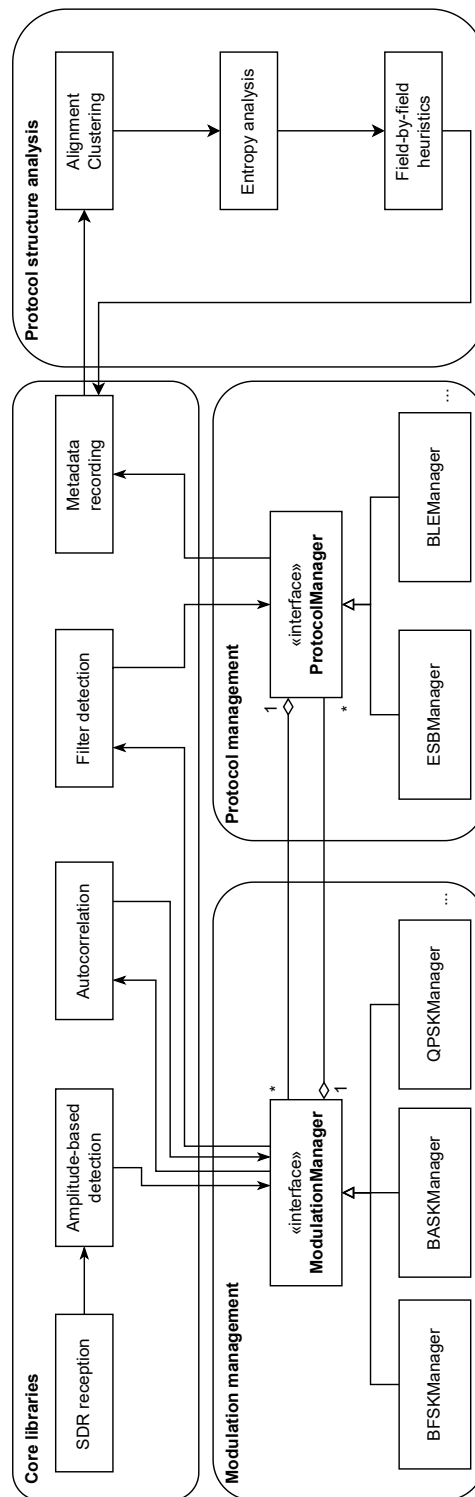 Core libraries
SDR reception
Amplitude-based
detection
Autocorrelation
Filter detection
Metadata
recording
Protocol structure analysis
Alignment
Clustering
Entropy analysis
Field-by-field
heuristics
Modulation management
«interface»
ModulationManager
*
1
BFSKManager
BASKManager
QPSKManager
...
Protocol management
1
*
«interface»
ProtocolManager
ESBManager
BLEManager
...